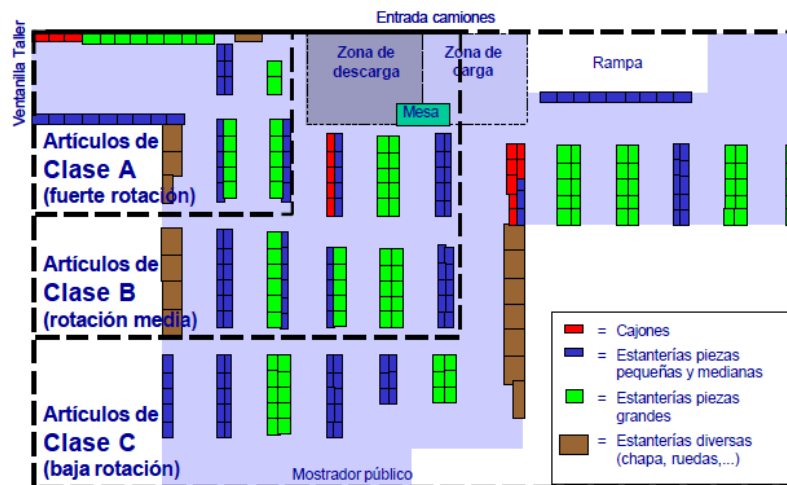 Entrada camiones
Ventanilla Taller
Zona de
descarga
Zona de
carga
Rampa
Mesa
Artículos de
Clase A
(fuerte rotación)
Artículos de
Clase B
(rotación media)
Artículos de
Clase C
(baja rotación)
Mostrador público
= Cajones
= Estanterías piezas
pequeñas y medianas
= Estanterías piezas
grandes
= Estanterías diversas
(chapa, ruedas,...)